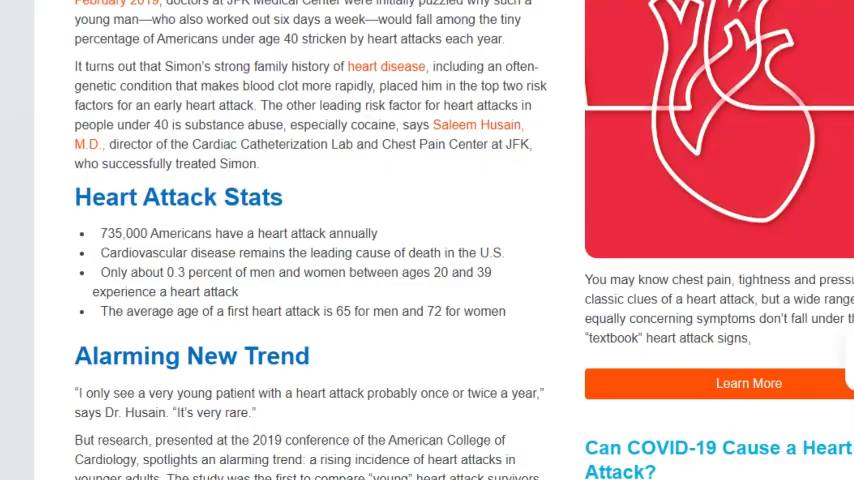 February 2019, doctors at JFK Medical Center were initially puzzled why such a
young man—who also worked out six days a week—would fall among the tiny
percentage of Americans under age 40 stricken by heart attacks each year.
It turns out that Simon's strong family history of heart disease, including an often-
genetic condition that makes blood clot more rapidly, placed him in the top two risk
factors for an early heart attack. The other leading risk factor for heart attacks in
people under 40 is substance abuse, especially cocaine, says Saleem Husain,
M.D., director of the Cardiac Catheterization Lab and Chest Pain Center at JFK,
who successfully treated Simon.
Heart Attack Stats
• 735,000 Americans have a heart attack annually
• Cardiovascular disease remains the leading cause of death in the U.S.
• Only about 0.3 percent of men and women between ages 20 and 39
experience a heart attack
• The average age of a first heart attack is 65 for men and 72 for women
Alarming New Trend
“I only see a very young patient with a heart attack probably once or twice a year,”
says Dr. Husain. “It's very rare.”
But research, presented at the 2019 conference of the American College of
Cardiology, spotlights an alarming trend: a rising incidence of heart attacks in
younger adults. The study was the first to compare “young” heart attack survivors
You may know chest pain, tightness and pressu
classic clues of a heart attack, but a wide range
equally concerning symptoms don't fall under th
“textbook“ heart attack signs,
Learn More
Can COVID-19 Cause a Heart
Attack?